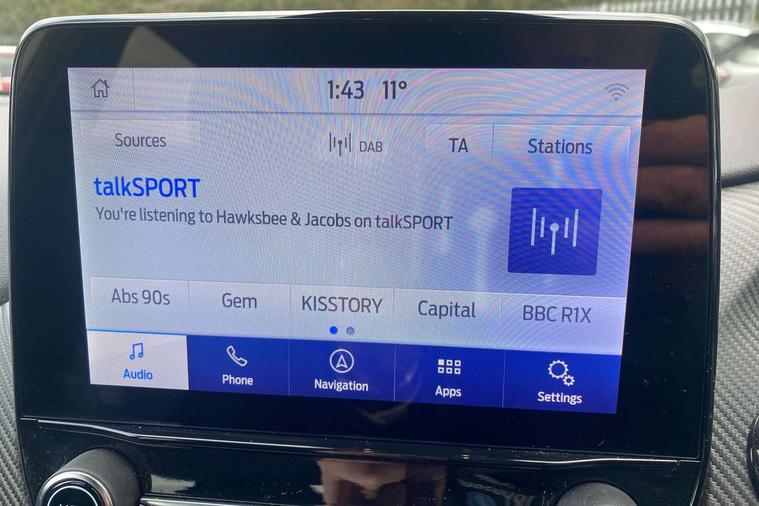 1:43 11°
Sources DAB TA Stations
talkSPORT
You're listening to Hawksbee & Jacobs on talkSPORT
Abs 90s Gem KISSTORY Capital BBC R1X
Audio Phone Navigation Apps Settings